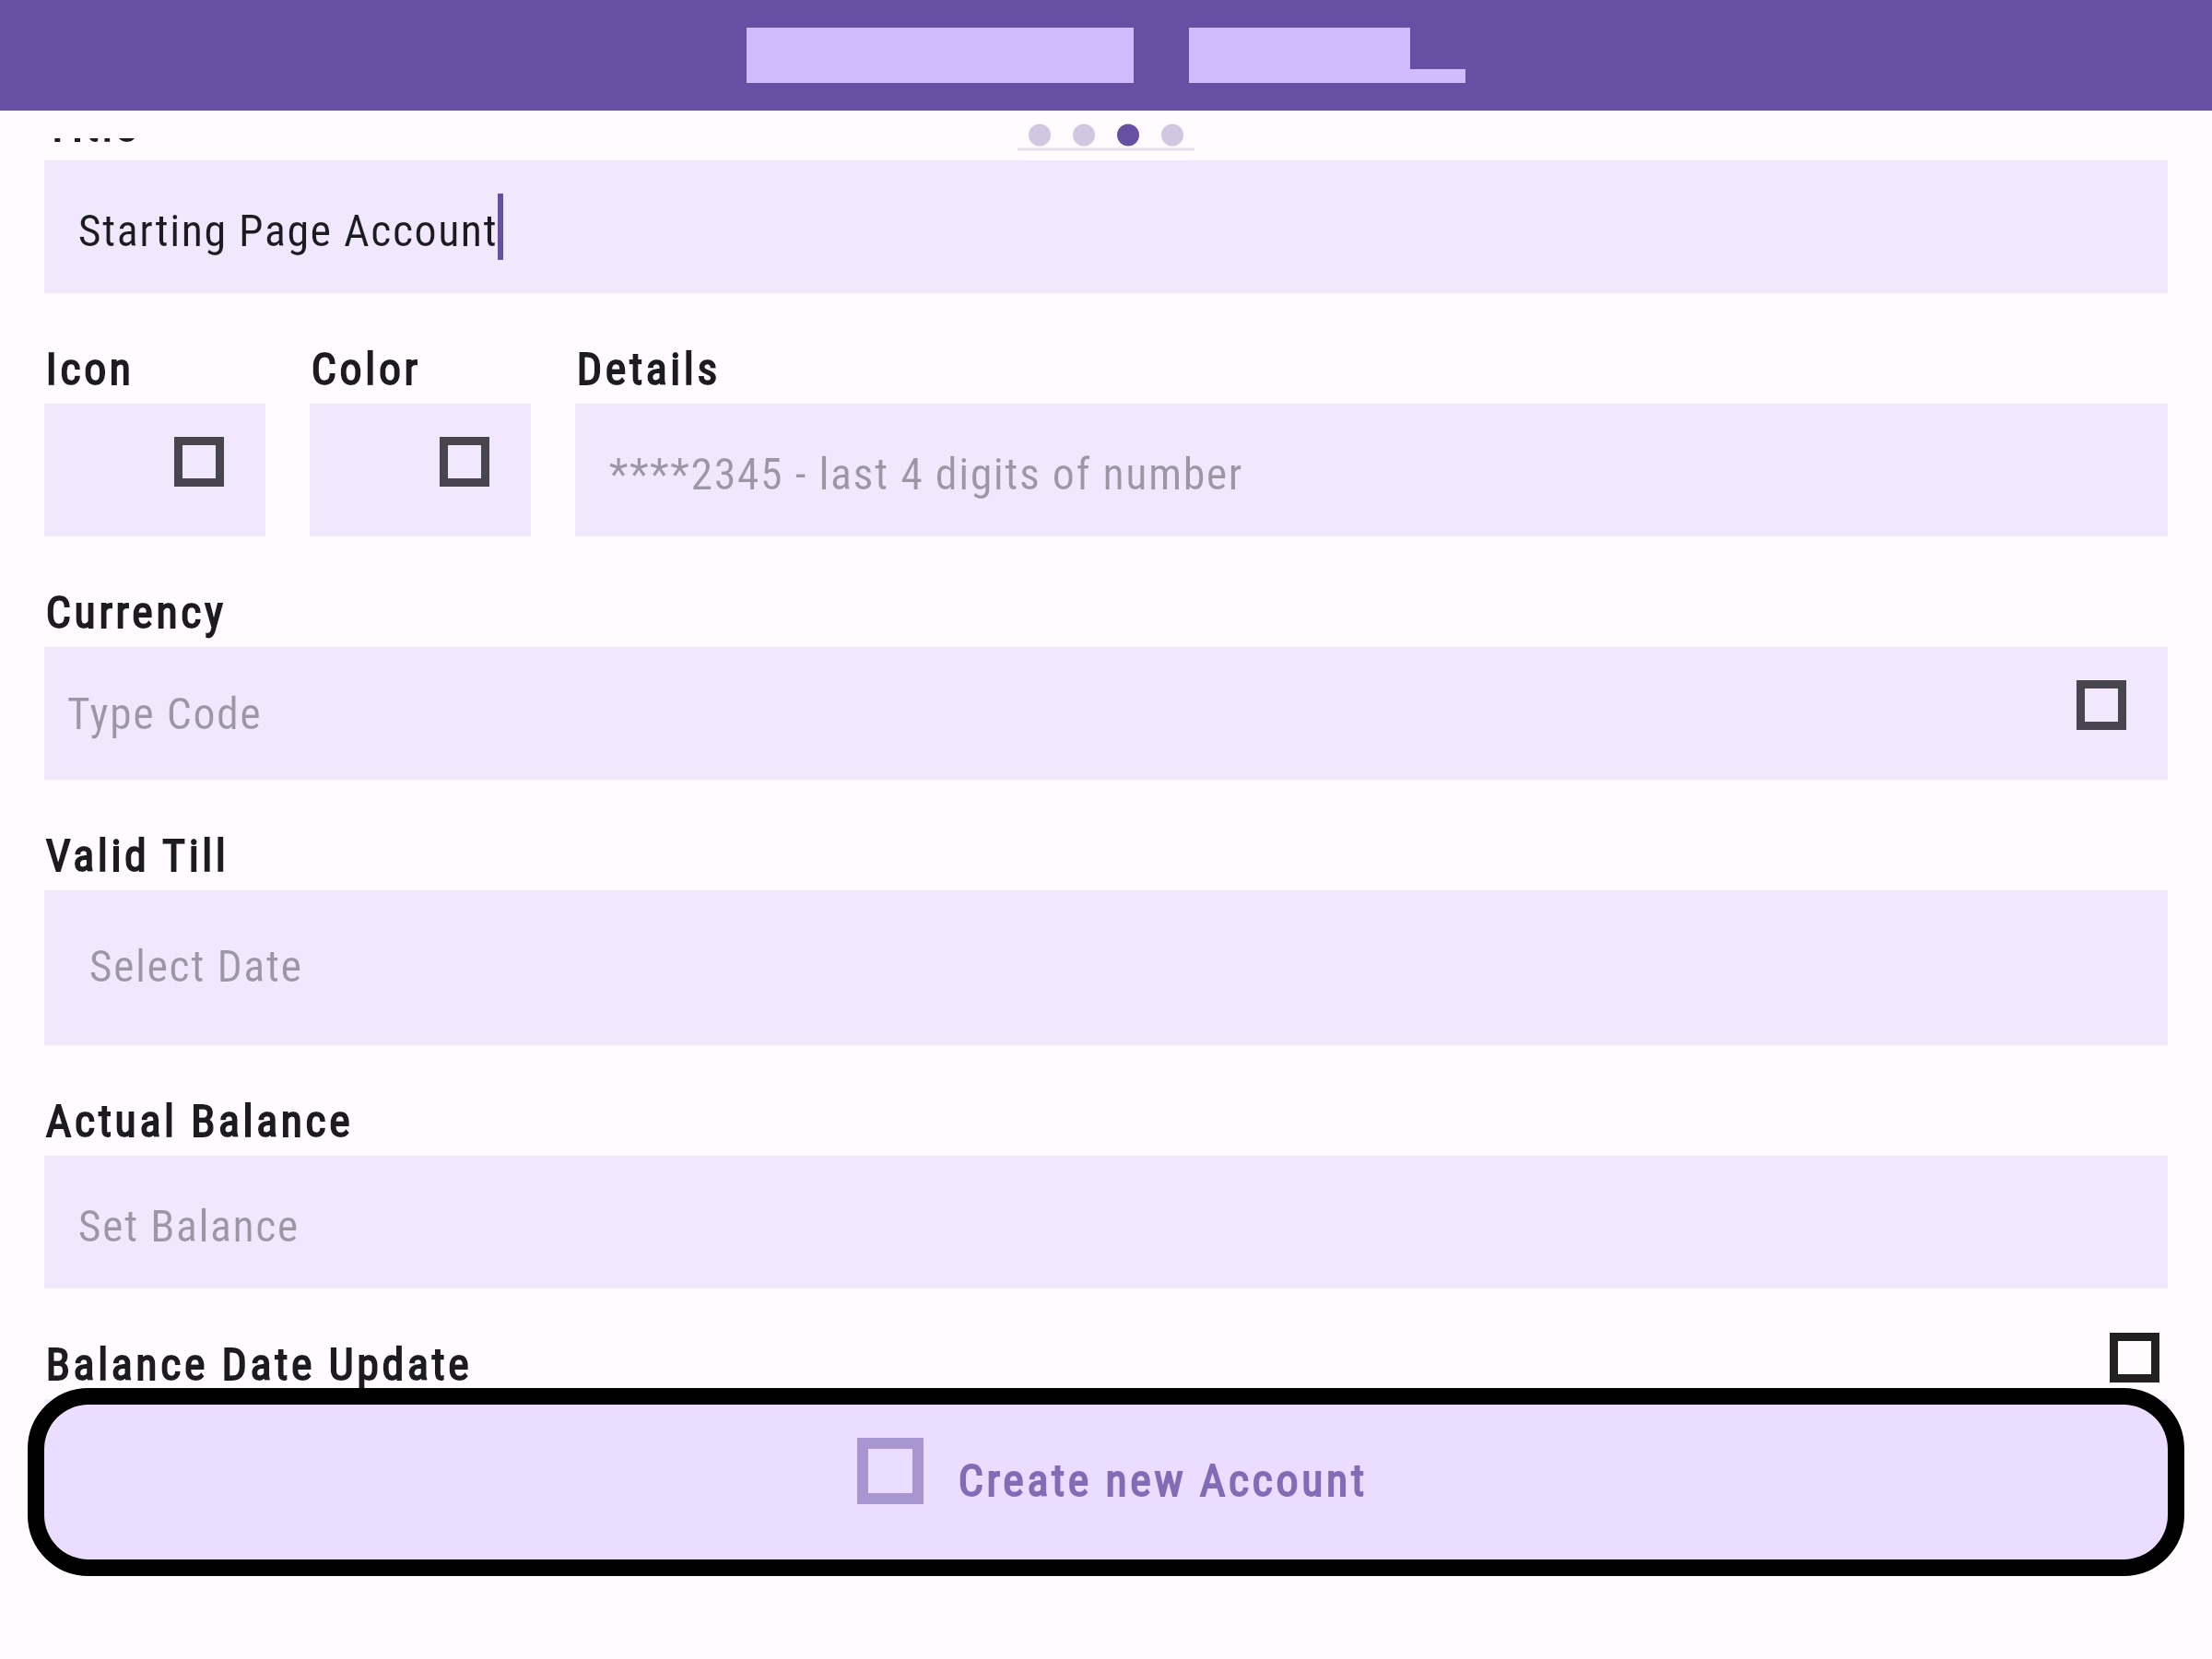 Starting Page Account
Icon Color Details
****2345 - last 4 digits of number
Currency
Type Code
Valid Till
Select Date
Actual Balance
Set Balance
Balance Date Update
Create new Account